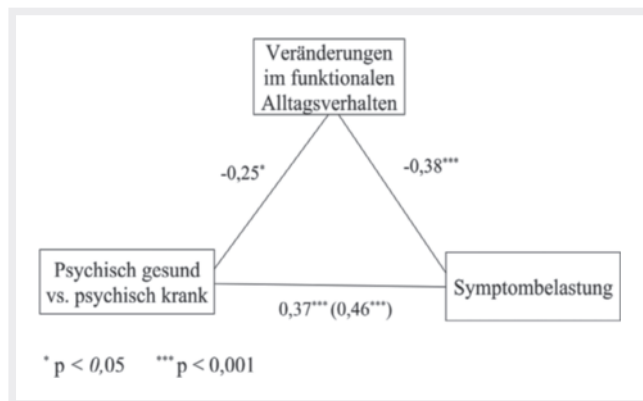 Veränderungen
im funktionalen
Alltagsverhalten
-0,25*
-0,38***
Psychisch gesund
vs. psychisch krank
Symptombelastung
0,37*** (0,46***)
* p < 0,05 *** p < 0,001